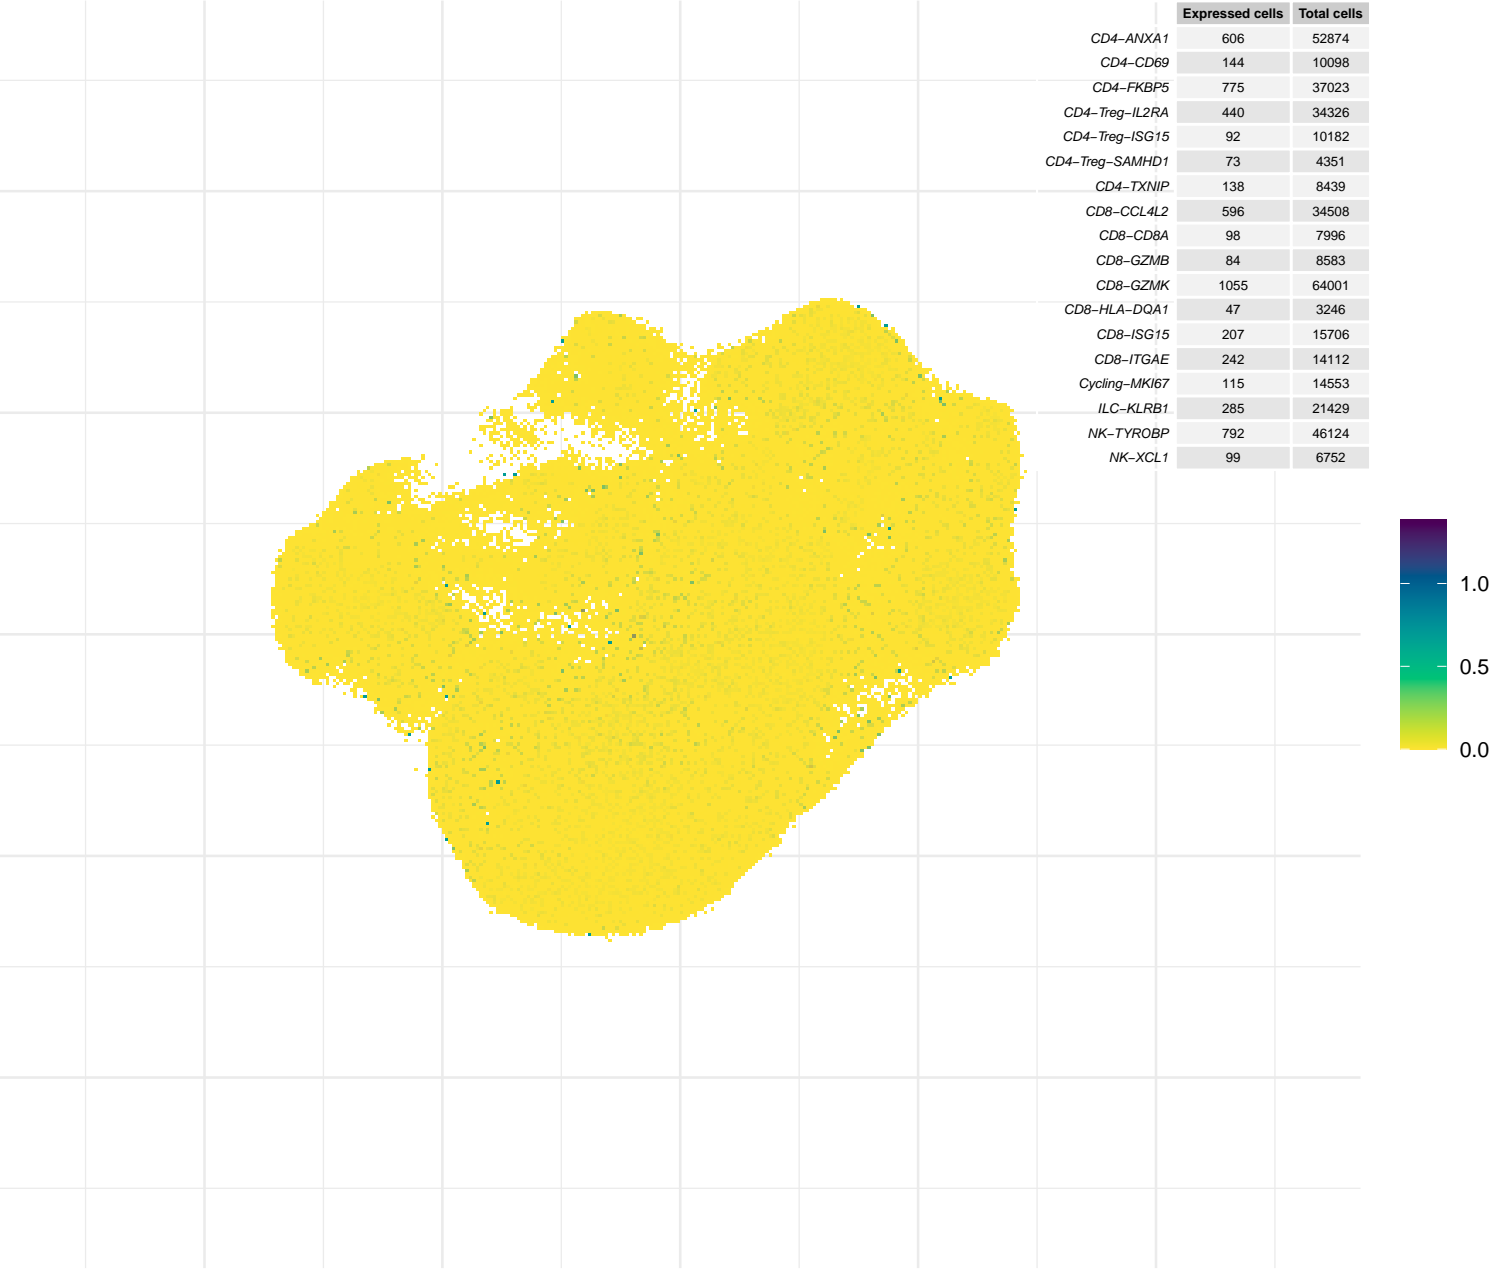 Expressed cells Total cells
CD4−ANXA1 606 52874
CD4−CD69 144 10098
CD4−FKBP5 775 37023
CD4−Treg−IL2RA 440 34326
CD4−Treg−ISG15 92 10182
CD4−Treg−SAMHD1 73 4351
CD4−TXNIP 138 8439
CD8−CCL4L2 596 34508
CD8−CD8A 98 7996
CD8−GZMB 84 8583
CD8−GZMK 1055 64001
CD8−HLA−DQA1 47 3246
CD8−ISG15 207 15706
CD8−ITGAE 242 14112
Cycling−MKI67 115 14553
ILC−KLRB1 285 21429
NK−TYROBP 792 46124
NK−XCL1 99 6752
1.0
0.5
0.0